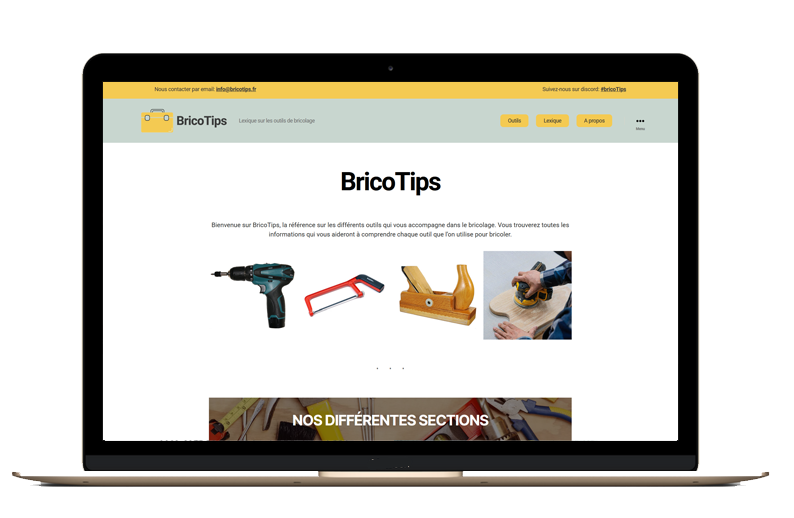 Nous contacter par email: info@bricotips.fr
Suivez-nous sur discord: #bricoTips
BricoTips
Lexique sur les outils de bricolage
Outils
Lexique
A propos
Menu
BricoTips
Bienvenue sur BricoTips, la référence sur les différents outils qui vous accompagne dans le bricolage. Vous trouverez toutes les
informations qui vous aideront à comprendre chaque outil que l'on utilise pour bricoler.
NOS DIFFÉRENTES SECTIONS